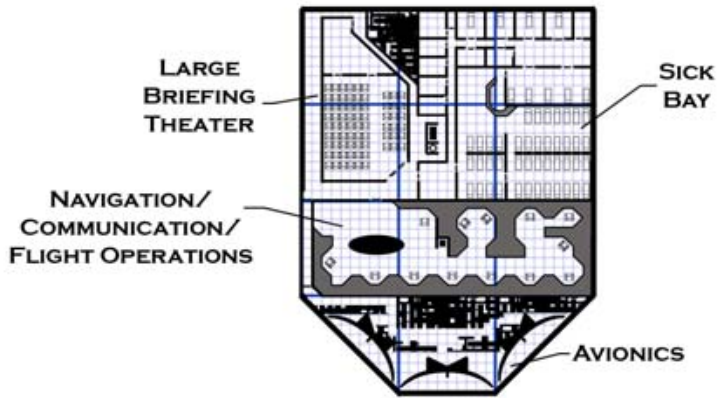 Large
Briefing
Theater
Sick
Bay
Navigation/
Communication/
Flight Operations
Avionics